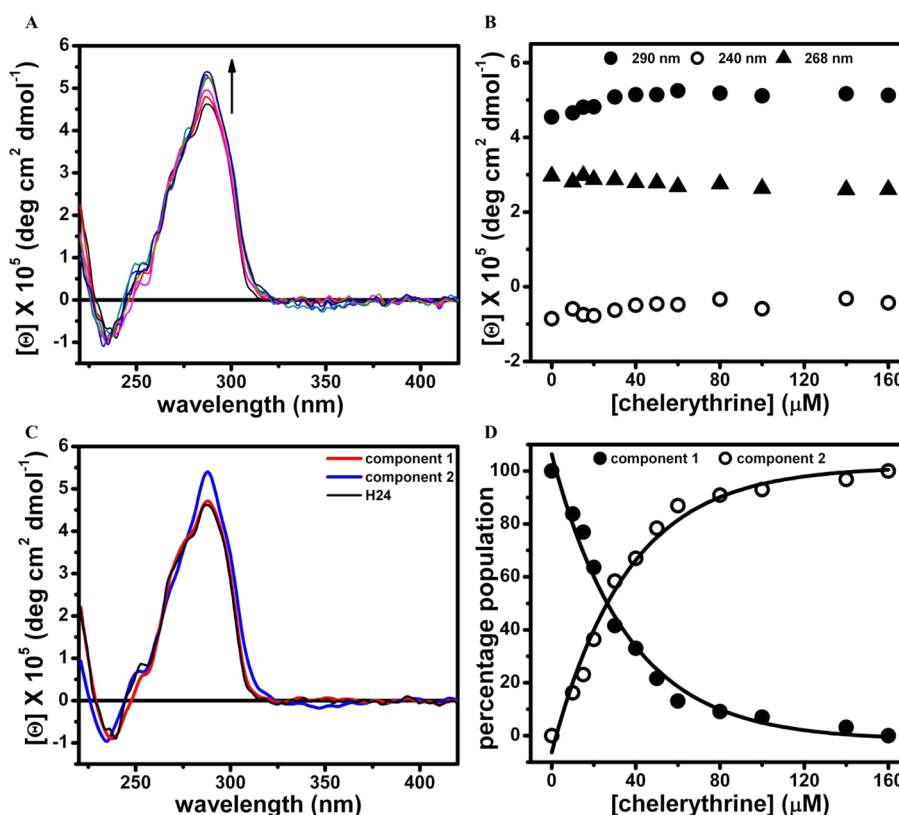 A
[Θ] X 10⁵ (deg cm² dmol⁻¹)
6
5
4
3
2
1
0
-1
250 300 350 400
wavelength (nm)
B
290 nm 240 nm 268 nm
[Θ] X 10⁵ (deg cm² dmol⁻¹)
6
4
2
0
-2
0 40 80 120 160
[chelerythrine] (μM)
C
component 1
component 2
H24
[Θ] X 10⁵ (deg cm² dmol⁻¹)
6
5
4
3
2
1
0
-1
250 300 350 400
wavelength (nm)
D
component 1 component 2
percentage population
100
80
60
40
20
0
0 40 80 120 160
[chelerythrine] (μM)